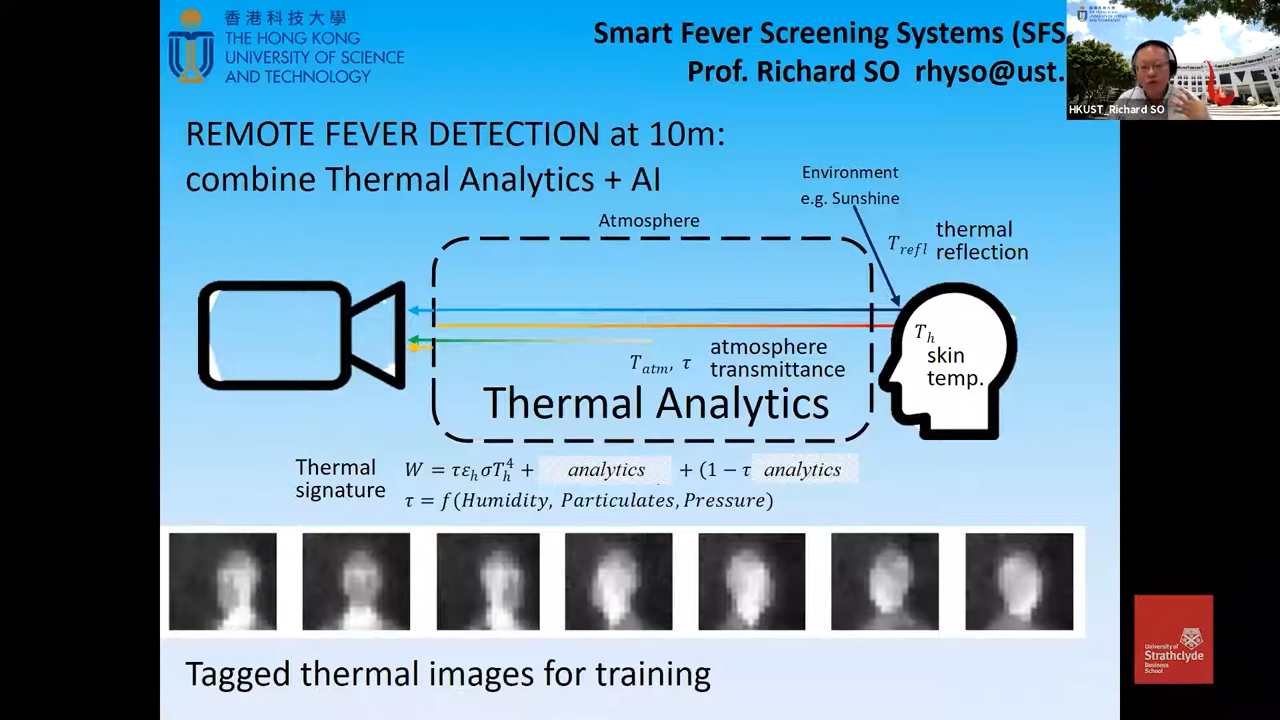 香港科技大學
THE HONG KONG
UNIVERSITY OF SCIENCE
AND TECHNOLOGY
Smart Fever Screening Systems (SFS
Prof. Richard SO rhyso@ust.
HKUST_Richard SO
REMOTE FEVER DETECTION at 10m:
combine Thermal Analytics + AI
Environment
e.g. Sunshine
Atmosphere
T_refl thermal
reflection
T_h
skin
temp.
T_atm, τ atmosphere
transmittance
Thermal Analytics
Thermal
signature
W = τε_hσT_h^4 + analytics + (1 − τ analytics
τ = f(Humidity, Particulates, Pressure)
Tagged thermal images for training
University of
Strathclyde
Business
School